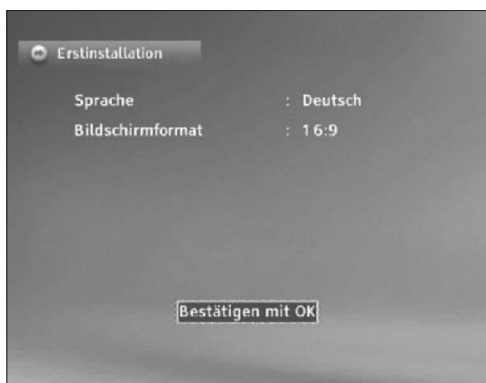 Erstinstallation
Sprache : Deutsch
Bildschirmformat : 16:9
Bestätigen mit OK